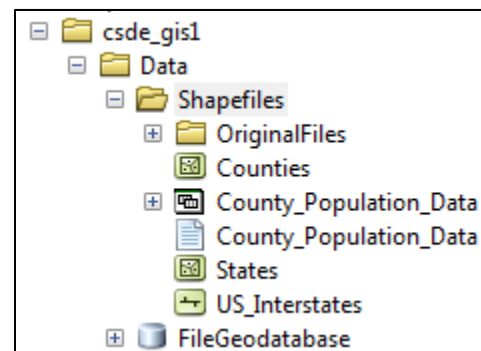 csde_gis1
Data
Shapefiles
OriginalFiles
Counties
County_Population_Data
County_Population_Data
States
US_Interstates
FileGeodatabase